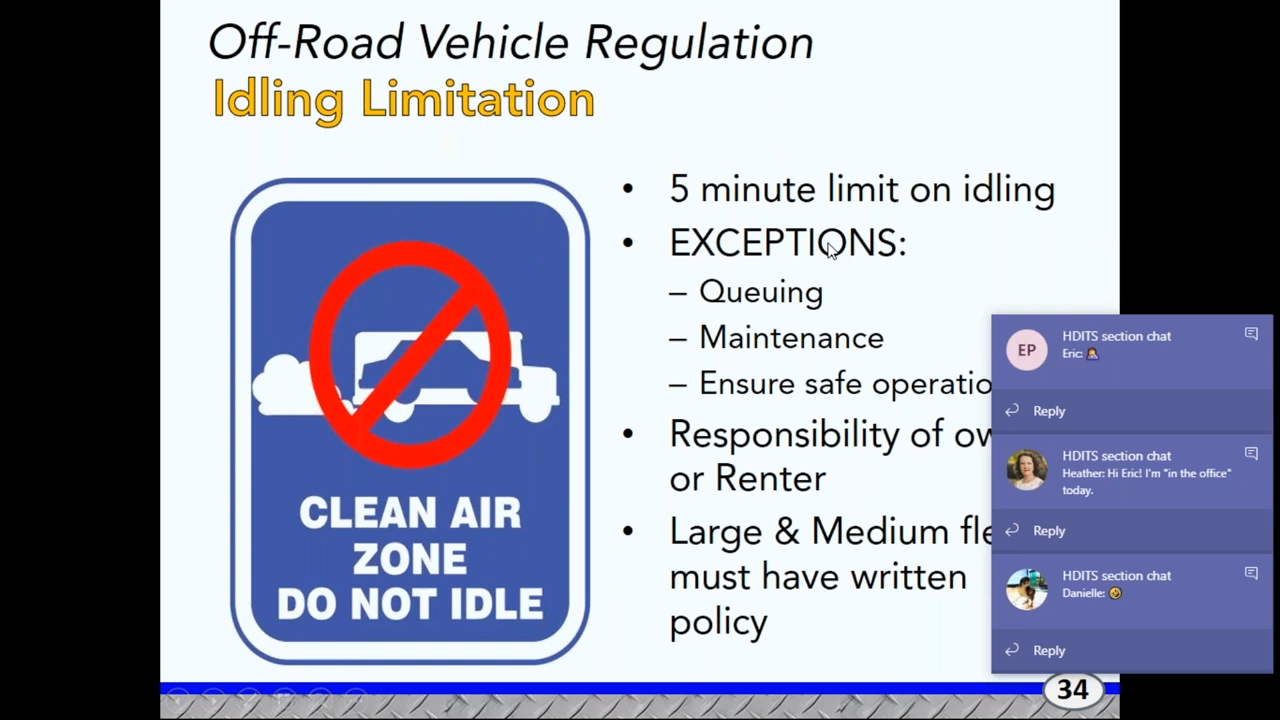 Off-Road Vehicle Regulation
Idling Limitation
CLEAN AIR
ZONE
DO NOT IDLE
• 5 minute limit on idling
• EXCEPTIONS:
– Queuing
– Maintenance
– Ensure safe operatio
• Responsibility of ow
or Renter
• Large & Medium fle
must have written
policy
EP
HDITS section chat
Eric: 🤷🏽‍♀️
Reply
HDITS section chat
Heather: Hi Eric! I'm "in the office"
today.
Reply
HDITS section chat
Danielle: 🤣
Reply
34